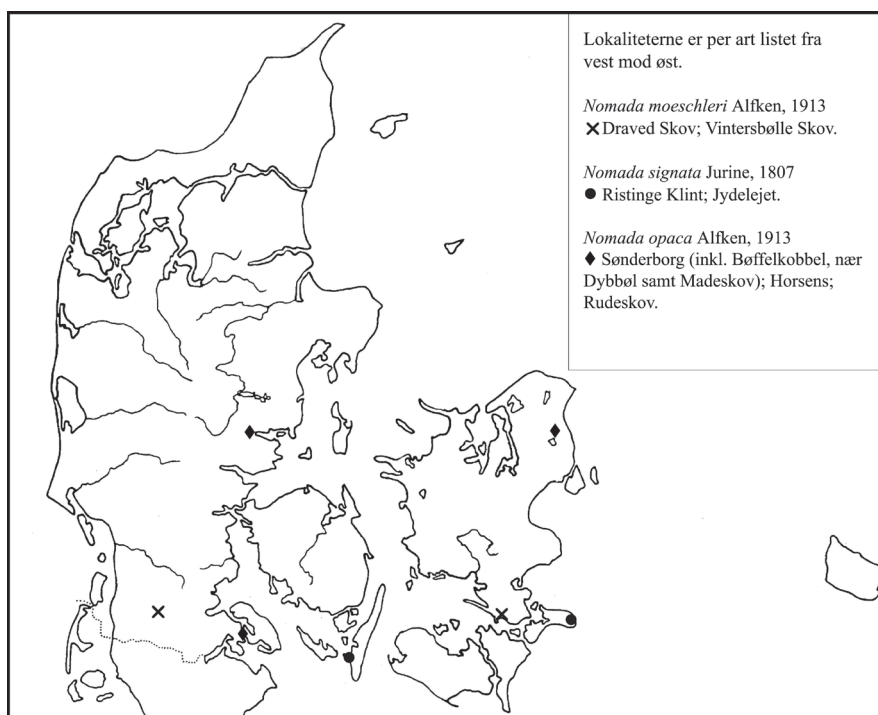 Lokaliteterne er per art listet fra
vest mod øst.
Nomada moeschleri Alfken, 1913
✕ Draved Skov; Vintersbølle Skov.
Nomada signata Jurine, 1807
● Ristinge Klint; Jydelejet.
Nomada opaca Alfken, 1913
♦ Sønderborg (inkl. Bøffelkobbel, nær
Dybbøl samt Madeskov); Horsens;
Rudeskov.